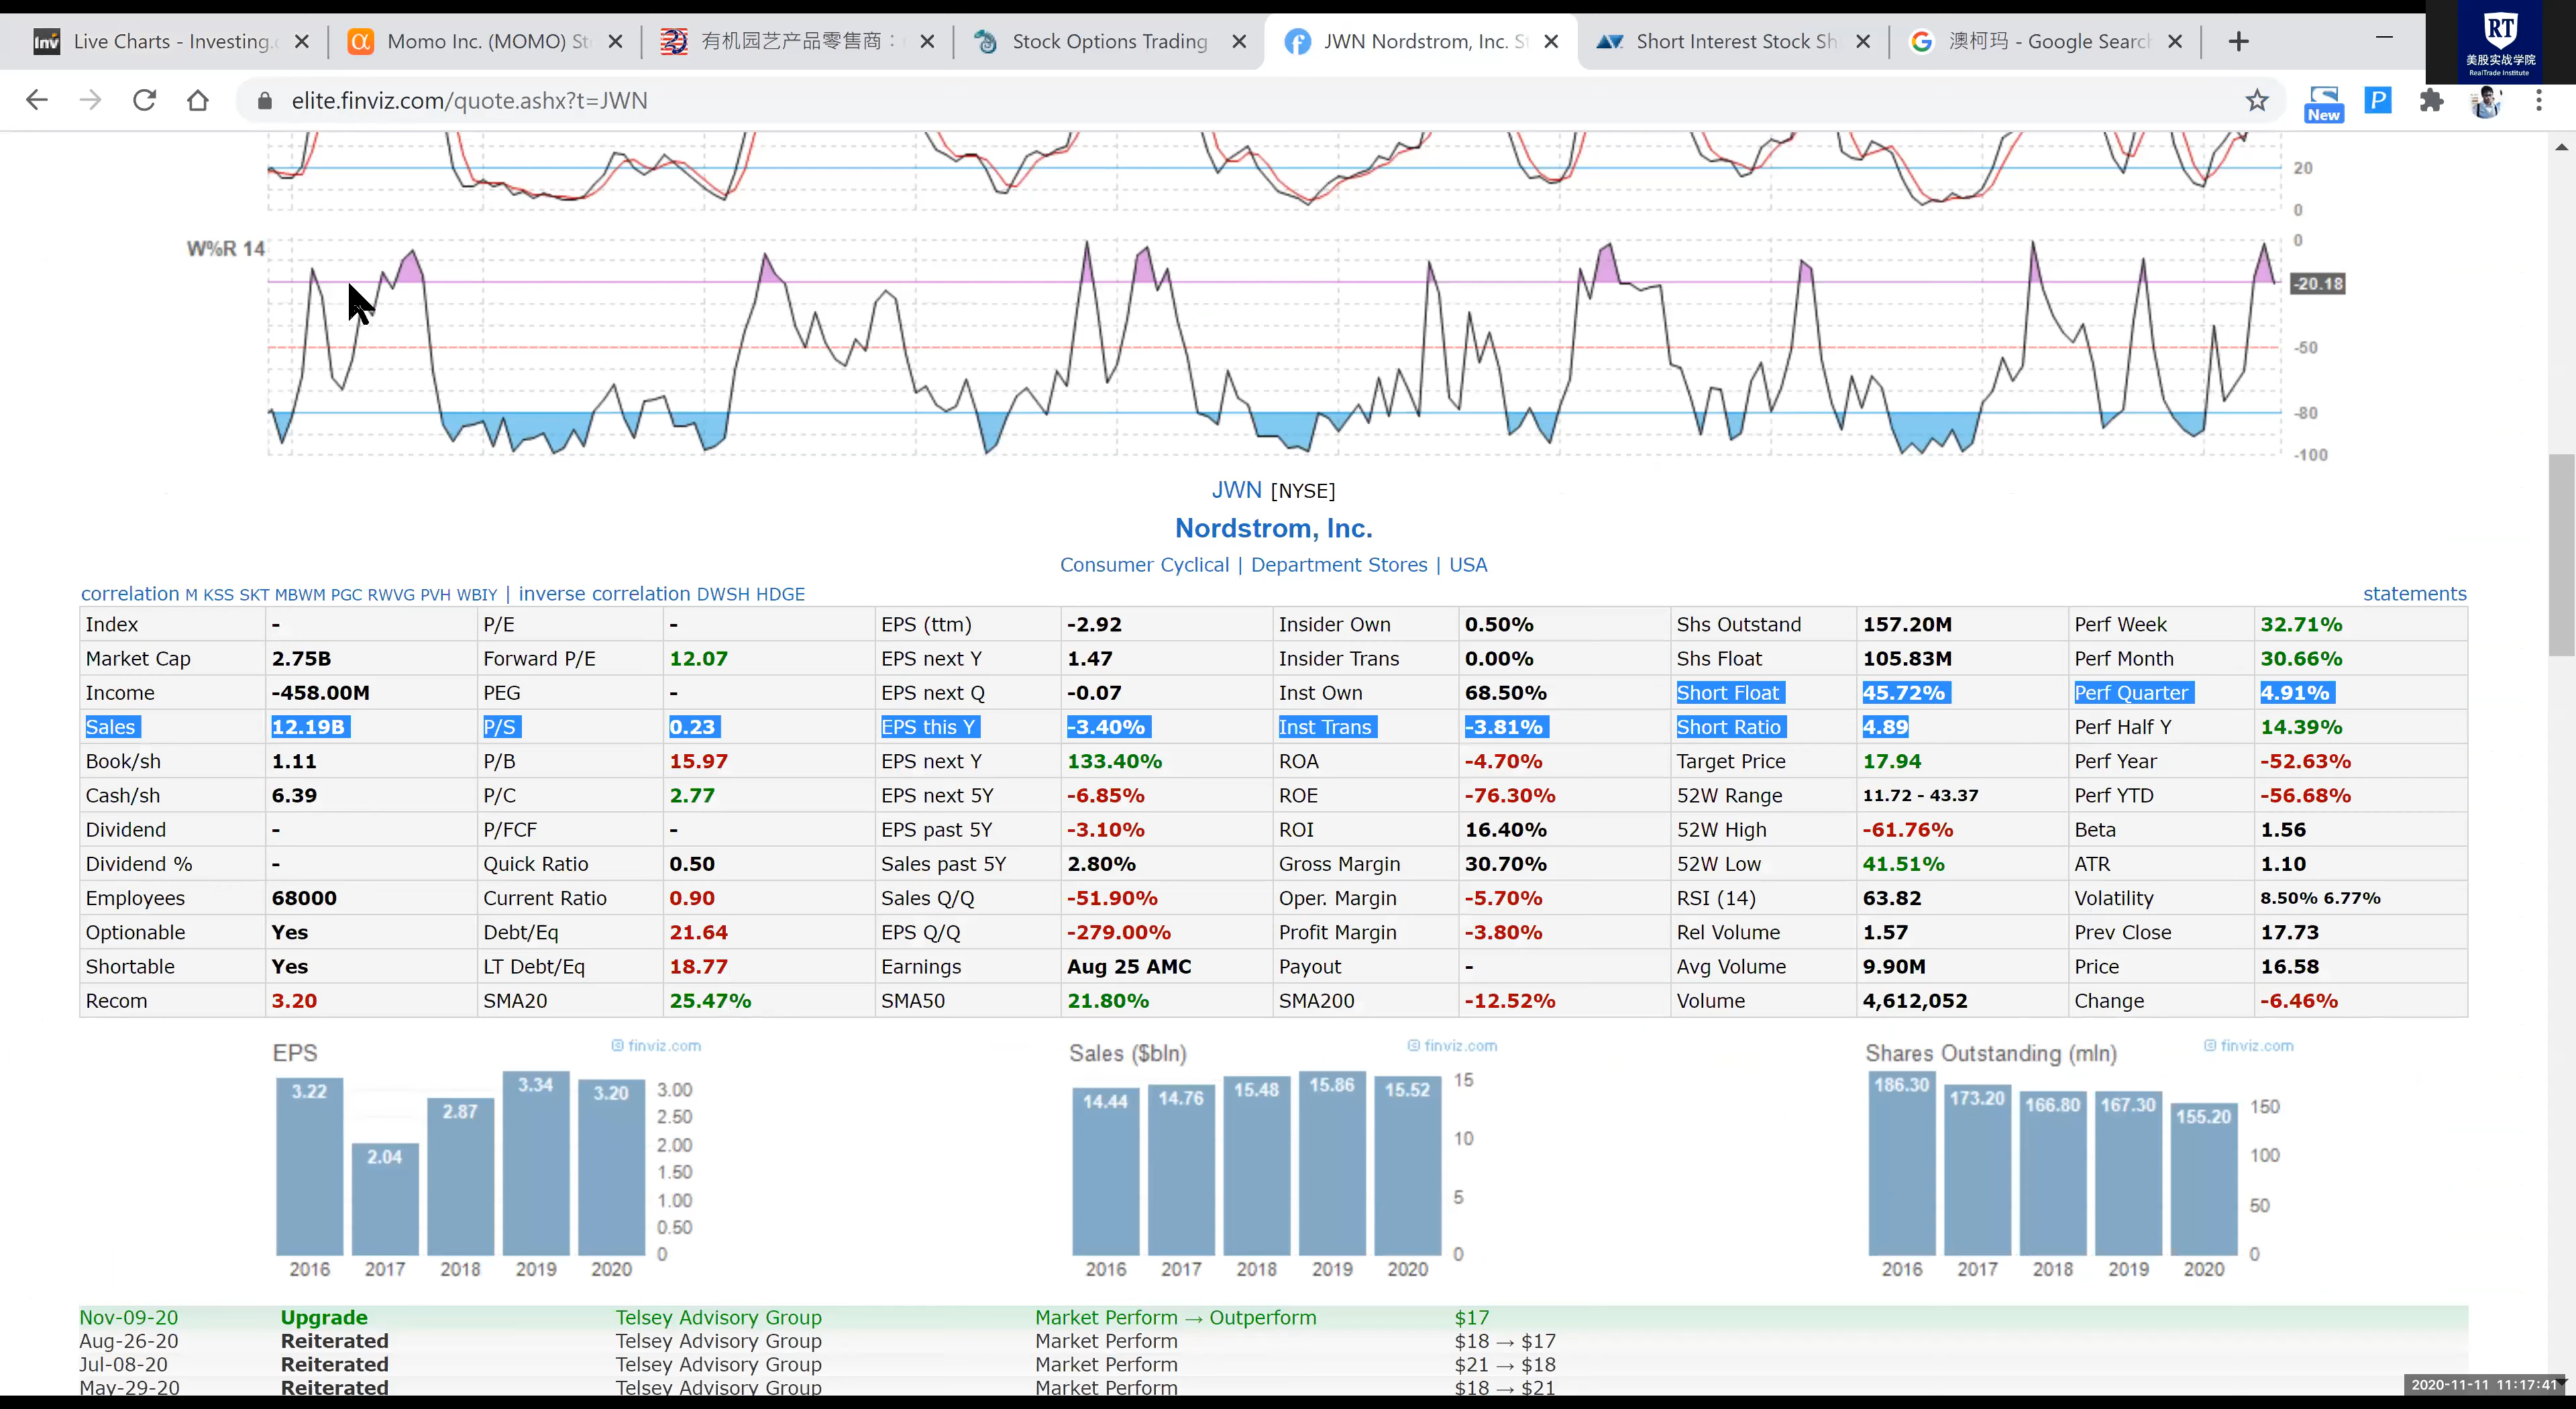 Live Charts - Investing.c
Momo Inc. (MOMO) St
有机园艺产品零售商：
Stock Options Trading
JWN Nordstrom, Inc. S
Short Interest Stock Sh
澳柯玛 - Google Search
RT
美股实战学院
RealTrade Institute
elite.finviz.com/quote.ashx?t=JWN
New
20
0
W%R 14
0
-20.18
-50
-80
-100
JWN [NYSE]
Nordstrom, Inc.
Consumer Cyclical | Department Stores | USA
correlation M KSS SKT MBWM PGC RWVG PVH WBIY | inverse correlation DWSH HDGE statements
Index - P/E - EPS (ttm) -2.92 Insider Own 0.50% Shs Outstand 157.20M Perf Week 32.71%
Market Cap 2.75B Forward P/E 12.07 EPS next Y 1.47 Insider Trans 0.00% Shs Float 105.83M Perf Month 30.66%
Income -458.00M PEG - EPS next Q -0.07 Inst Own 68.50% Short Float 45.72% Perf Quarter 4.91%
Sales 12.19B P/S 0.23 EPS this Y -3.40% Inst Trans -3.81% Short Ratio 4.89 Perf Half Y 14.39%
Book/sh 1.11 P/B 15.97 EPS next Y 133.40% ROA -4.70% Target Price 17.94 Perf Year -52.63%
Cash/sh 6.39 P/C 2.77 EPS next 5Y -6.85% ROE -76.30% 52W Range 11.72 - 43.37 Perf YTD -56.68%
Dividend - P/FCF - EPS past 5Y -3.10% ROI 16.40% 52W High -61.76% Beta 1.56
Dividend % - Quick Ratio 0.50 Sales past 5Y 2.80% Gross Margin 30.70% 52W Low 41.51% ATR 1.10
Employees 68000 Current Ratio 0.90 Sales Q/Q -51.90% Oper. Margin -5.70% RSI (14) 63.82 Volatility 8.50% 6.77%
Optionable Yes Debt/Eq 21.64 EPS Q/Q -279.00% Profit Margin -3.80% Rel Volume 1.57 Prev Close 17.73
Shortable Yes LT Debt/Eq 18.77 Earnings Aug 25 AMC Payout - Avg Volume 9.90M Price 16.58
Recom 3.20 SMA20 25.47% SMA50 21.80% SMA200 -12.52% Volume 4,612,052 Change -6.46%
EPS © finviz.com
3.22 2.04 2.87 3.34 3.20
3.00
2.50
2.00
1.50
1.00
0.50
0
2016 2017 2018 2019 2020
Sales ($bln) © finviz.com
14.44 14.76 15.48 15.86 15.52
15
10
5
0
2016 2017 2018 2019 2020
Shares Outstanding (mln) © finviz.com
186.30 173.20 166.80 167.30 155.20
150
100
50
0
2016 2017 2018 2019 2020
Nov-09-20 Upgrade Telsey Advisory Group Market Perform → Outperform $17
Aug-26-20 Reiterated Telsey Advisory Group Market Perform $18 → $17
Jul-08-20 Reiterated Telsey Advisory Group Market Perform $21 → $18
May-29-20 Reiterated Telsey Advisory Group Market Perform $18 → $21
2020-11-11 11:17:41